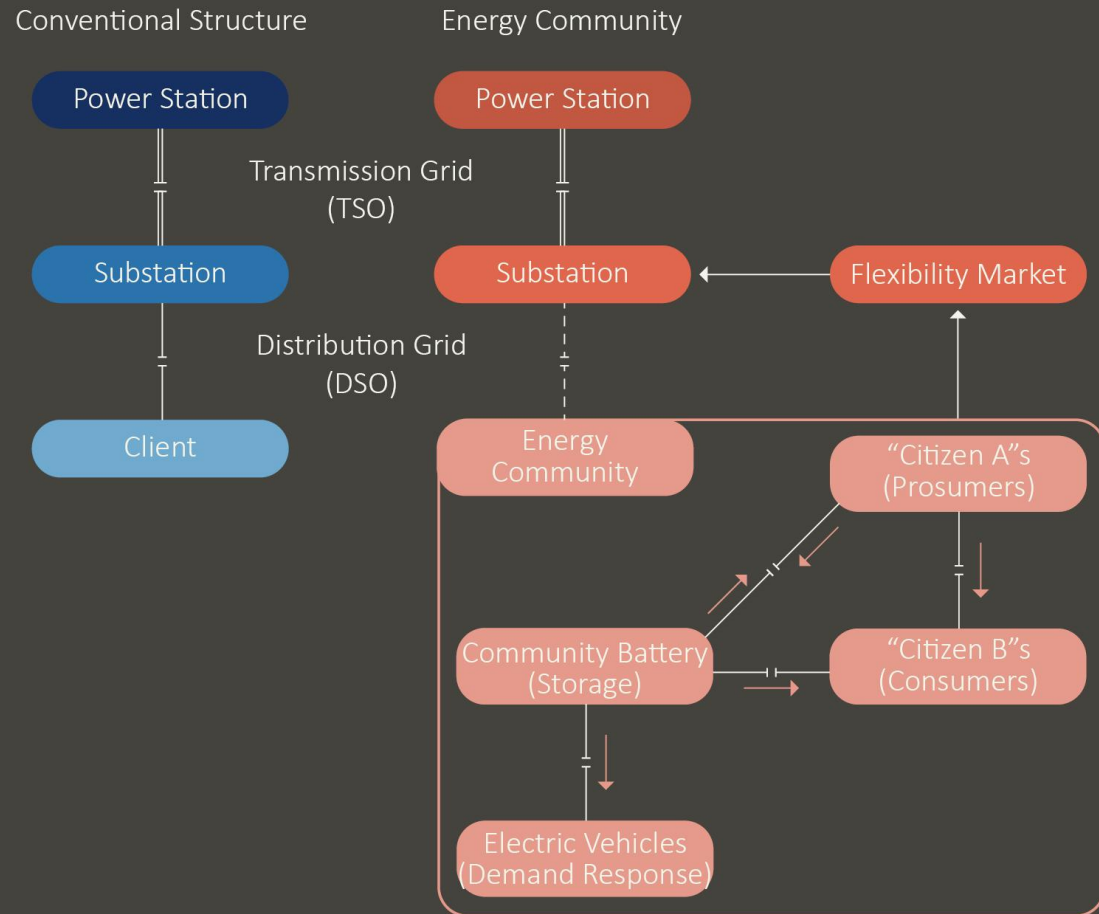 Conventional Structure
Energy Community
Power Station
Power Station
Transmission Grid
(TSO)
Substation
Substation
Flexibility Market
Distribution Grid
(DSO)
Client
Energy
Community
“Citizen A”s
(Prosumers)
Community Battery
(Storage)
“Citizen B”s
(Consumers)
Electric Vehicles
(Demand Response)